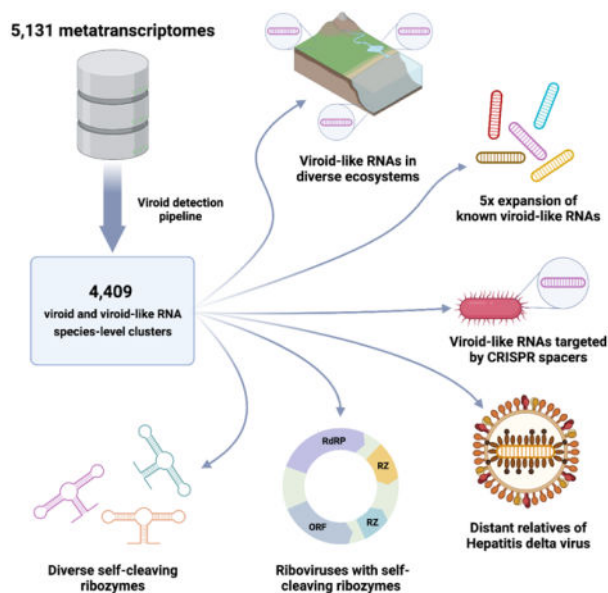 5,131 metatranscriptomes
Viroid detection
pipeline
4,409
viroid and viroid-like RNA
species-level clusters
Viroid-like RNAs in
diverse ecosystems
5x expansion of
known viroid-like RNAs
Viroid-like RNAs targeted
by CRISPR spacers
Distant relatives of
Hepatitis delta virus
RdRP
RZ
RZ
ORF
Riboviruses with self-
cleaving ribozymes
Diverse self-cleaving
ribozymes